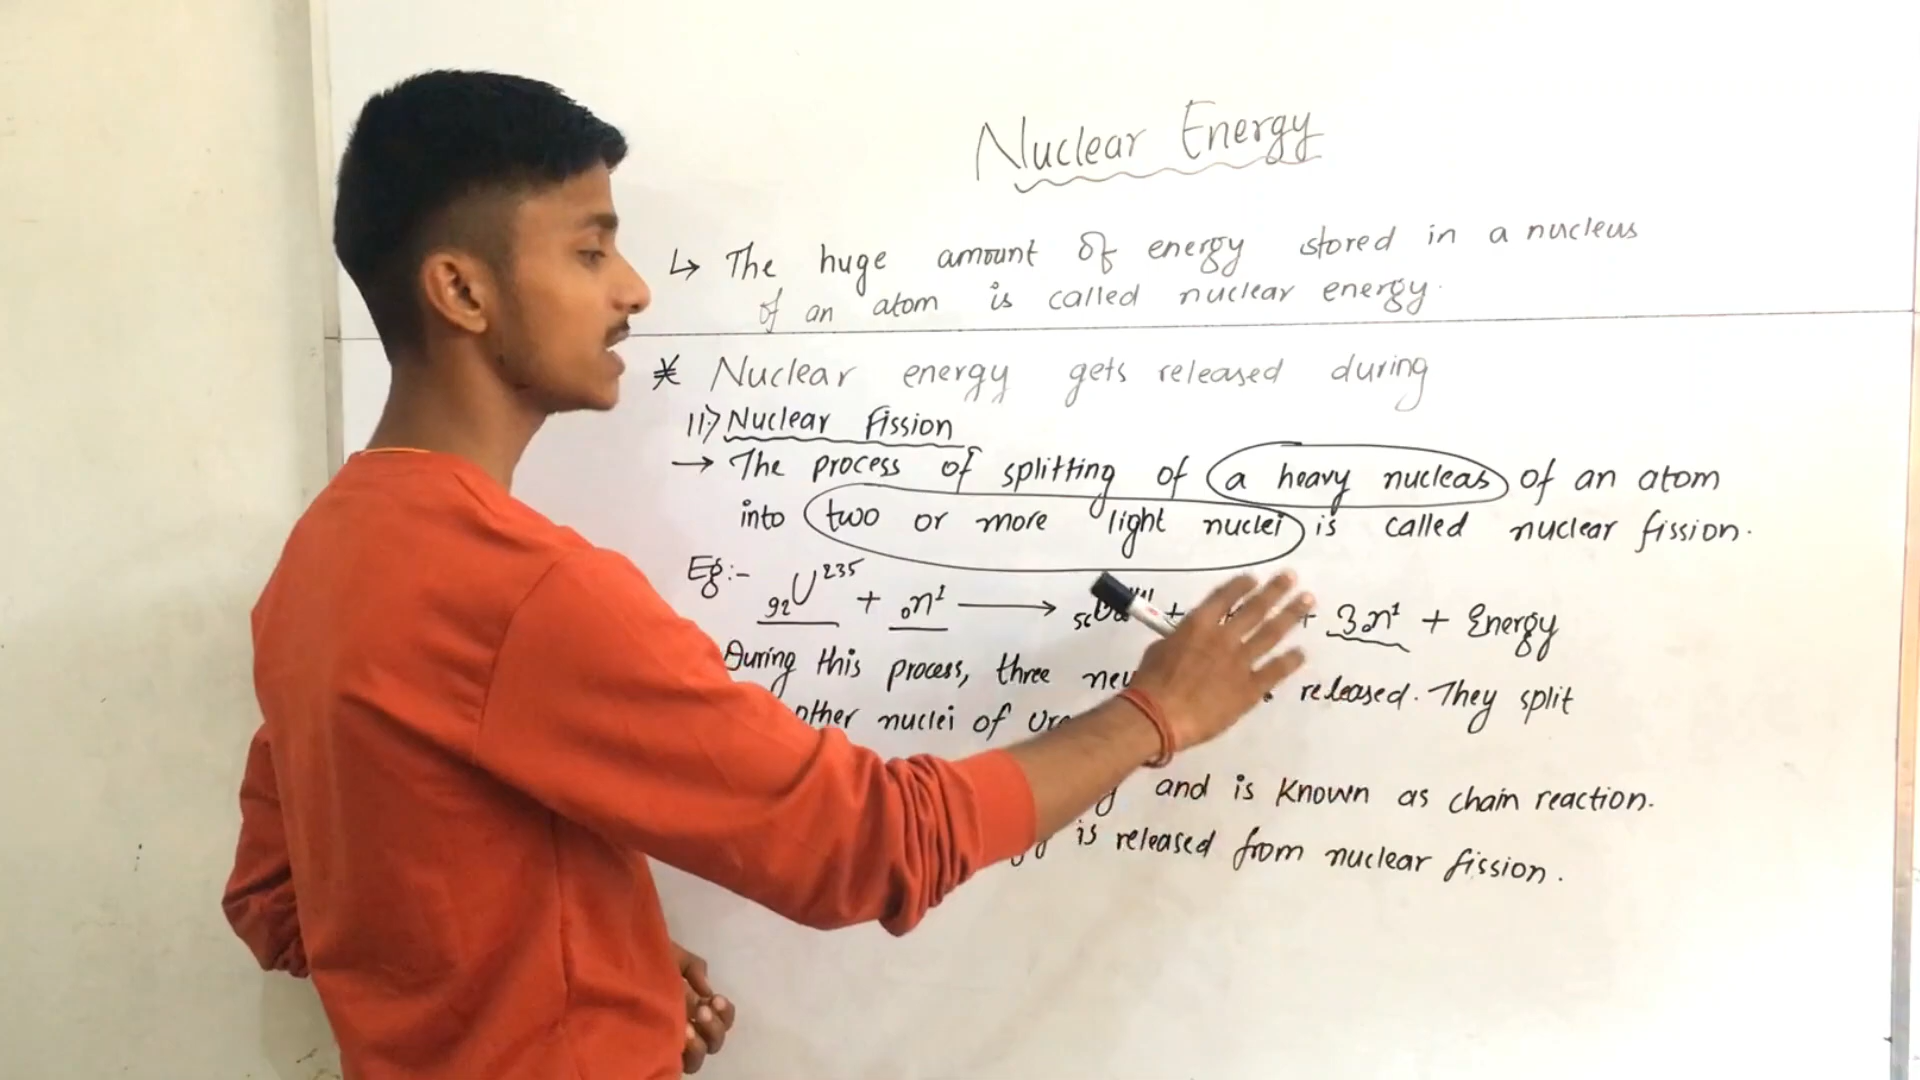 Nuclear Energy
↳ The huge amount of energy stored in a nucleus
of an atom is called nuclear energy.
* Nuclear energy gets released during
11) Nuclear Fission
→ The process of splitting of a heavy nucleas of an atom
into two or more light nuclei is called nuclear fission.
Eg:- ₉₂U²³⁵ + ₀n¹ ⟶ ₅₆ + + 3₀n¹ + Energy
During this process, three released. They split
other nuclei of
and is known as chain reaction.
is released from nuclear fission.